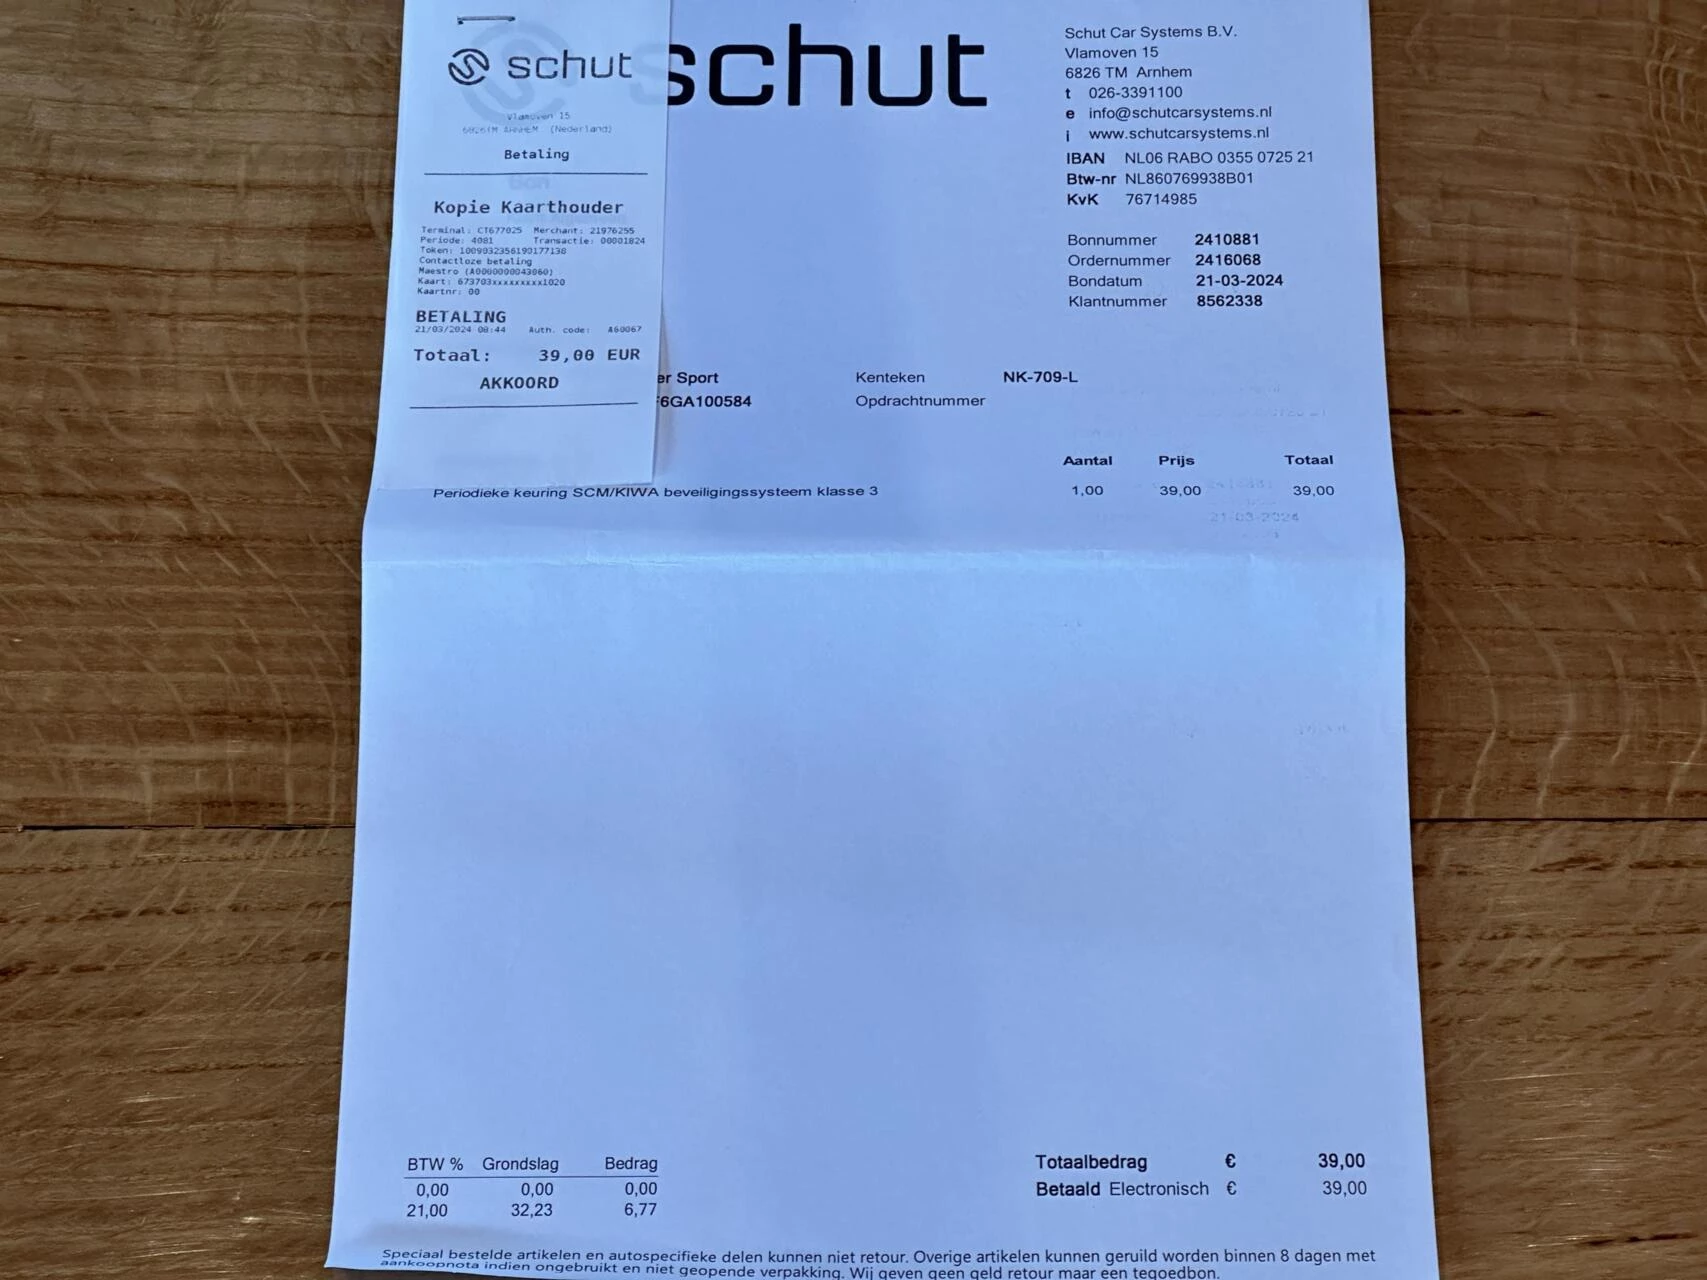 schut
Vlamoven 15
6826TM ARNHEM (Nederland)
Betaling
Kopie Kaarthouder
Terminal: CT677025 Merchant: 21976255
Periode: 4081 Transactie: 00001824
Token: 1009032356190177138
Contactloze betaling
Maestro (A0000000043060)
Kaart: 673703xxxxxxxxx1020
Kaartnr: 00
BETALING
21/03/2024 08:44 Auth. code: A60067
Totaal: 39,00 EUR
AKKOORD
schut
Schut Car Systems B.V.
Vlamoven 15
6826 TM Arnhem
t 026-3391100
e info@schutcarsystems.nl
i www.schutcarsystems.nl
IBAN NL06 RABO 0355 0725 21
Btw-nr NL860769938B01
KvK 76714985
Bonnummer 2410881
Ordernummer 2416068
Bondatum 21-03-2024
Klantnummer 8562338
er Sport Kenteken NK-709-L
6GA100584 Opdrachtnummer
Aantal Prijs Totaal
Periodieke keuring SCM/KIWA beveiligingssysteem klasse 3 1,00 39,00 39,00
21-03-2024
BTW % Grondslag Bedrag
0,00 0,00 0,00
21,00 32,23 6,77
Totaalbedrag € 39,00
Betaald Electronisch € 39,00
Speciaal bestelde artikelen en autospecifieke delen kunnen niet retour. Overige artikelen kunnen geruild worden binnen 8 dagen met
aankoopnota indien ongebruikt en niet geopende verpakking. Wij geven geen geld retour maar een tegoedbon.